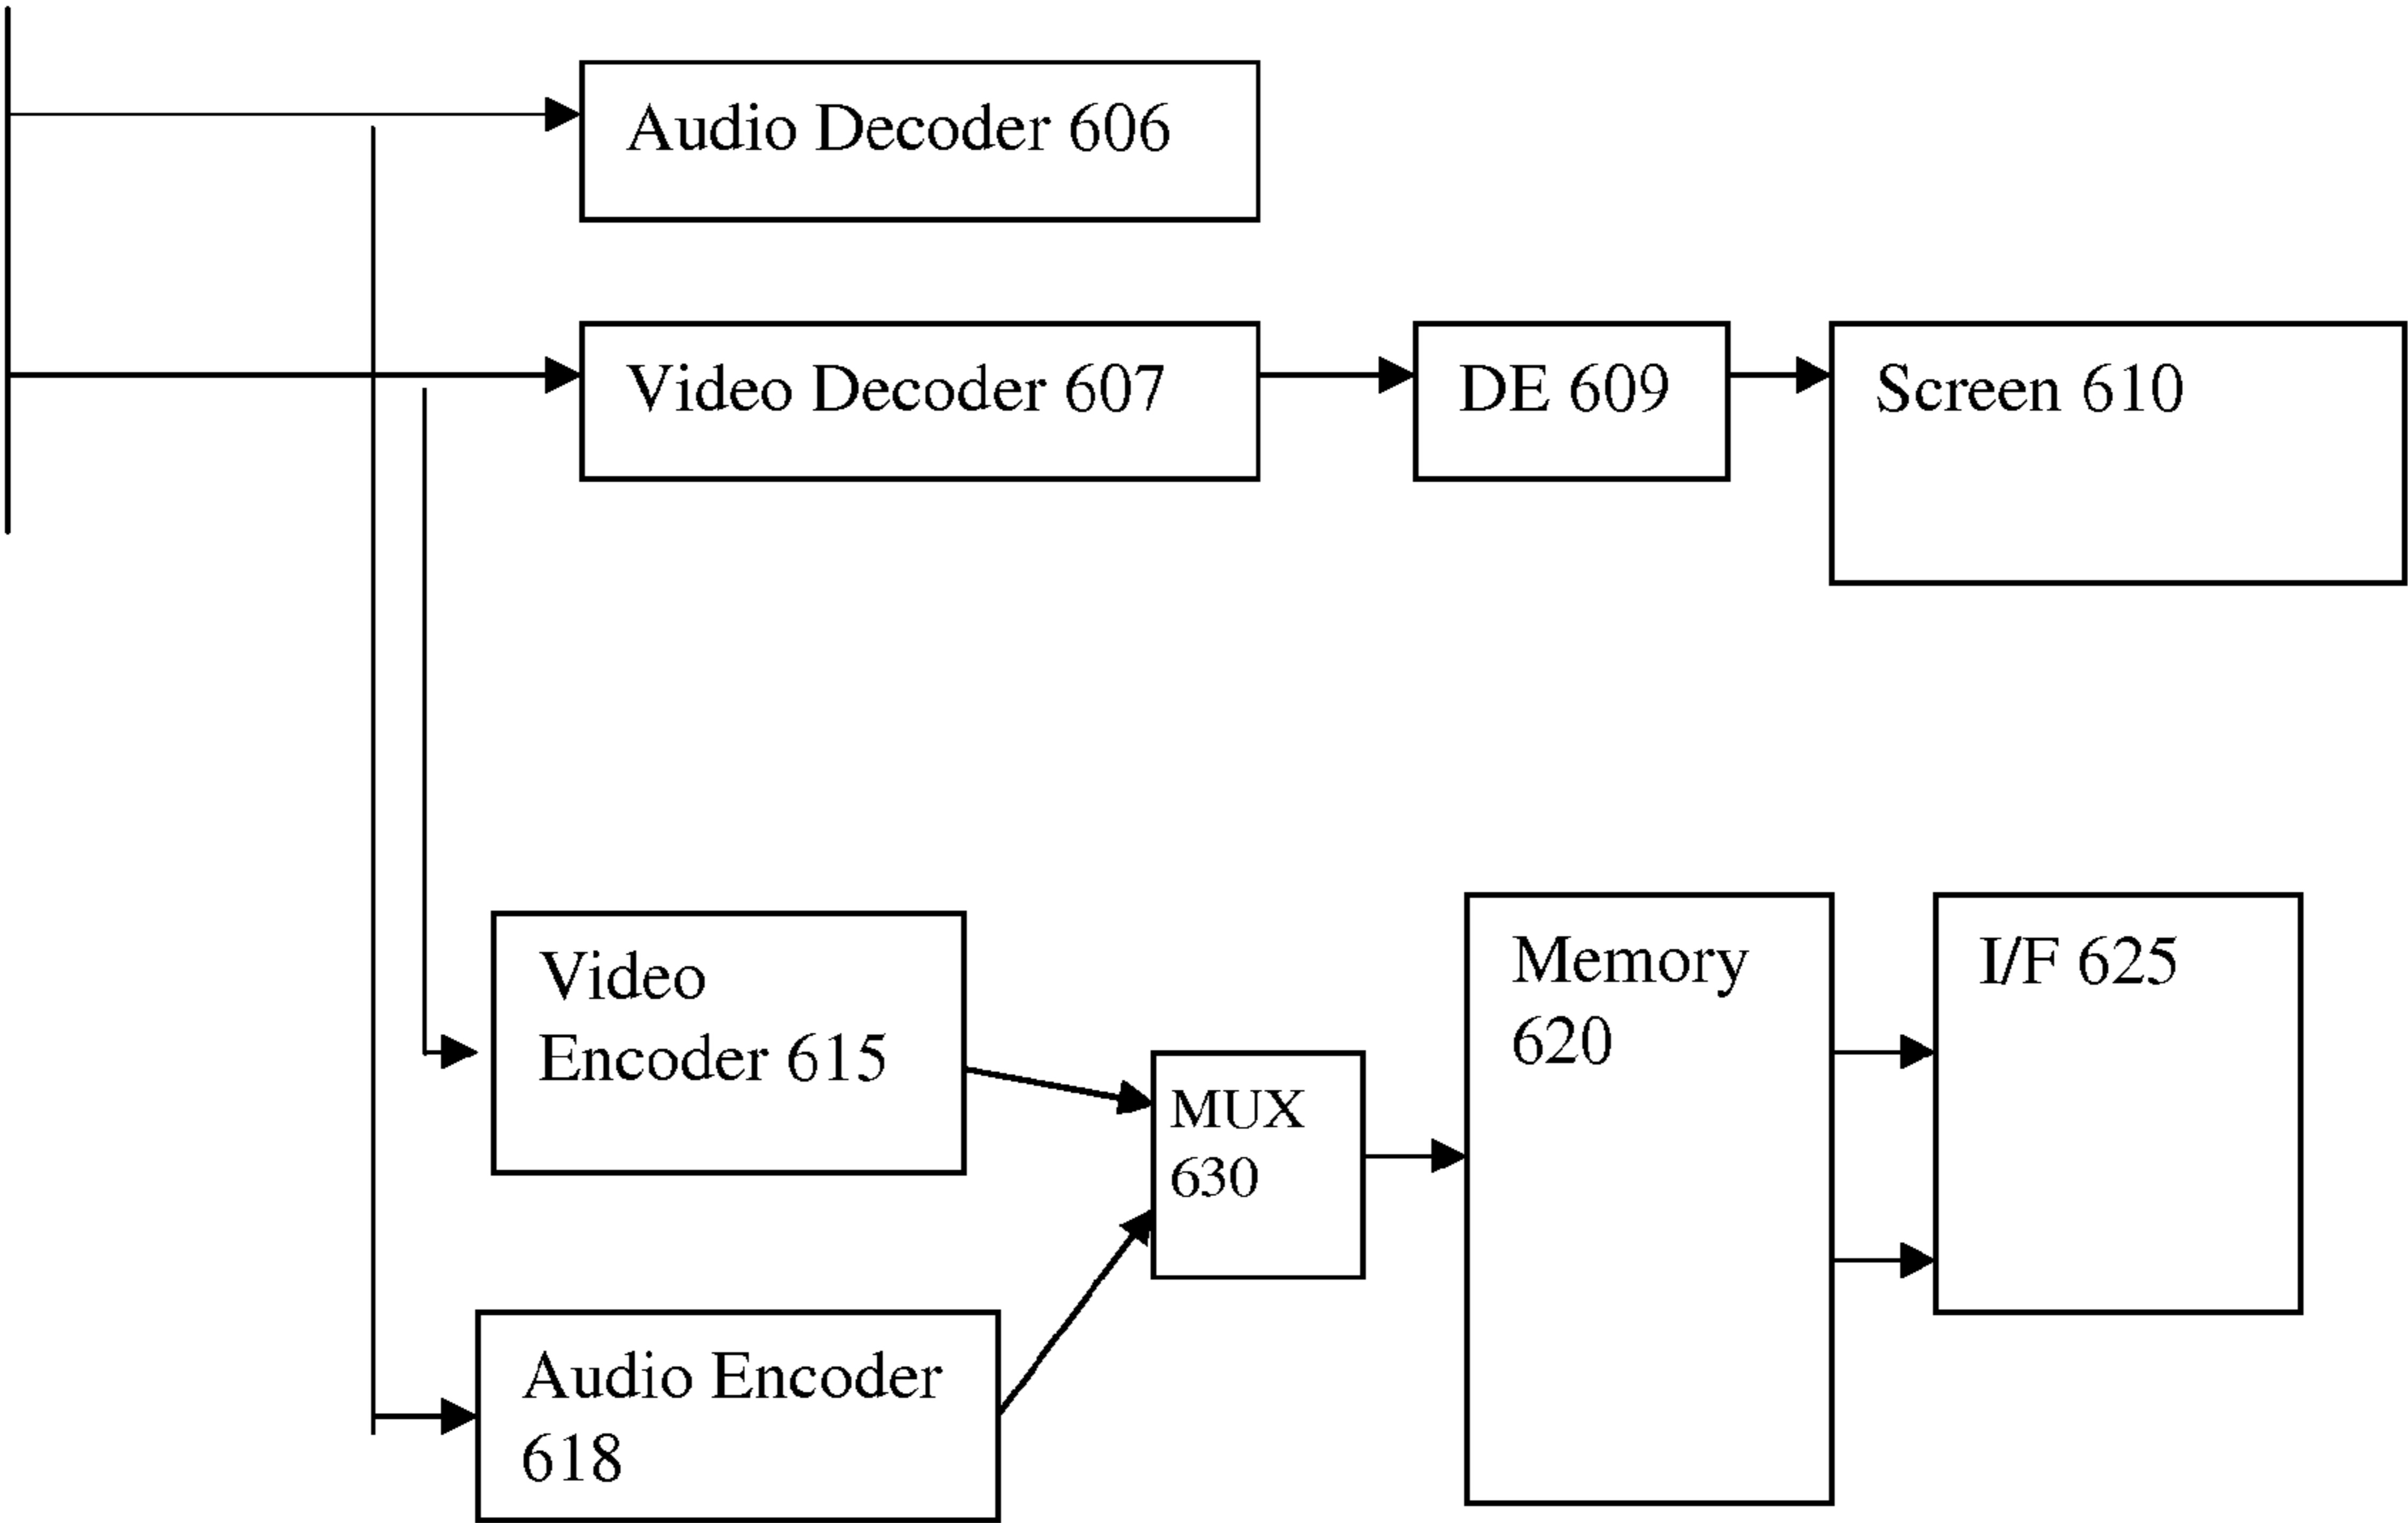 Audio Decoder 606
Video Decoder 607
DE 609
Screen 610
Video
Encoder 615
MUX
630
Memory
620
I/F 625
Audio Encoder
618